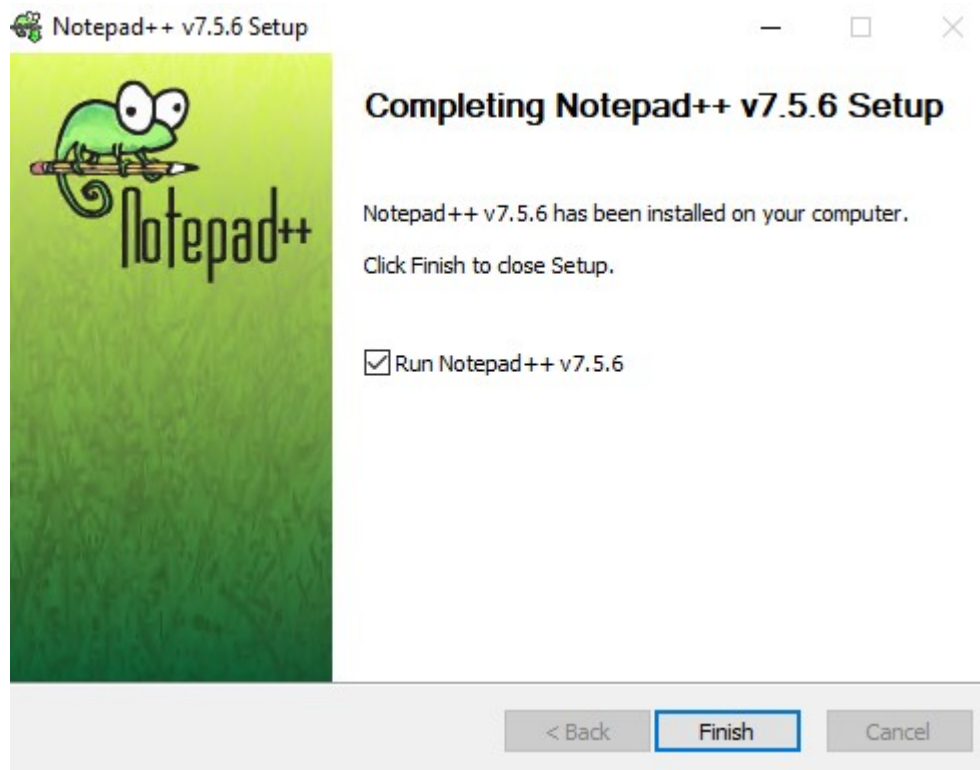 Notepad++ v7.5.6 Setup
Notepad++
Completing Notepad++ v7.5.6 Setup
Notepad++ v7.5.6 has been installed on your computer.
Click Finish to close Setup.
Run Notepad++ v7.5.6
< Back Finish Cancel